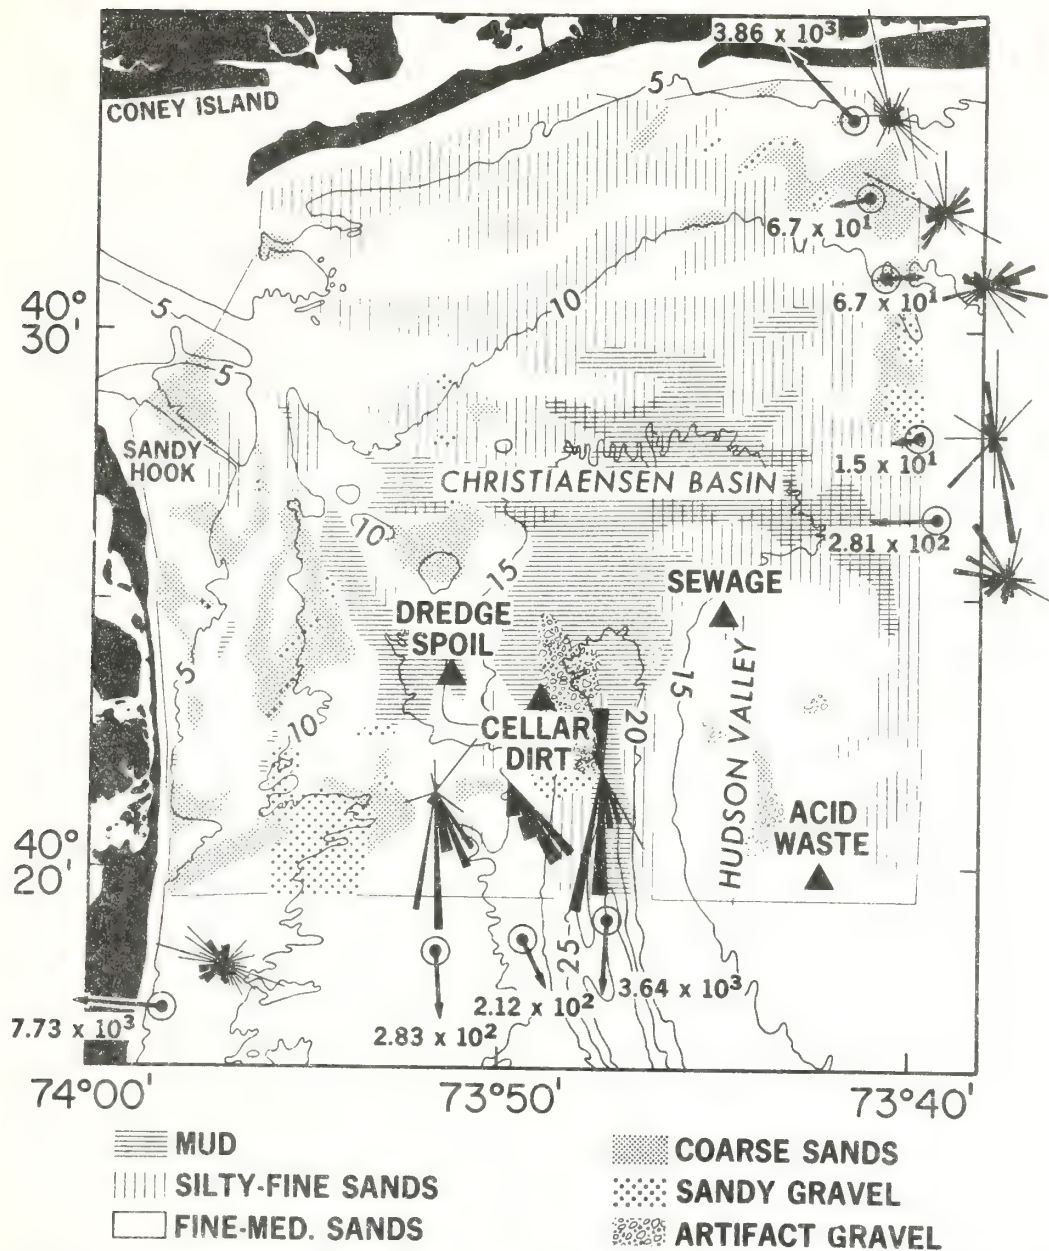 3.86 x 10³
5
CONEY ISLAND
6.7 x 10¹
6.7 x 10¹
10
40°
30'
5
5
SANDY
HOOK
1.5 x 10¹
CHRISTIAENSEN BASIN
10
2.81 x 10²
15
SEWAGE
DREDGE
SPOIL
5
15
20
CELLAR
DIRT
10
HUDSON VALLEY
ACID
WASTE
40°
20'
25
3.64 x 10³
2.12 x 10²
7.73 x 10³
2.83 x 10²
74°00'
73°50'
73°40'
MUD
SILTY-FINE SANDS
FINE-MED. SANDS
COARSE SANDS
SANDY GRAVEL
ARTIFACT GRAVEL